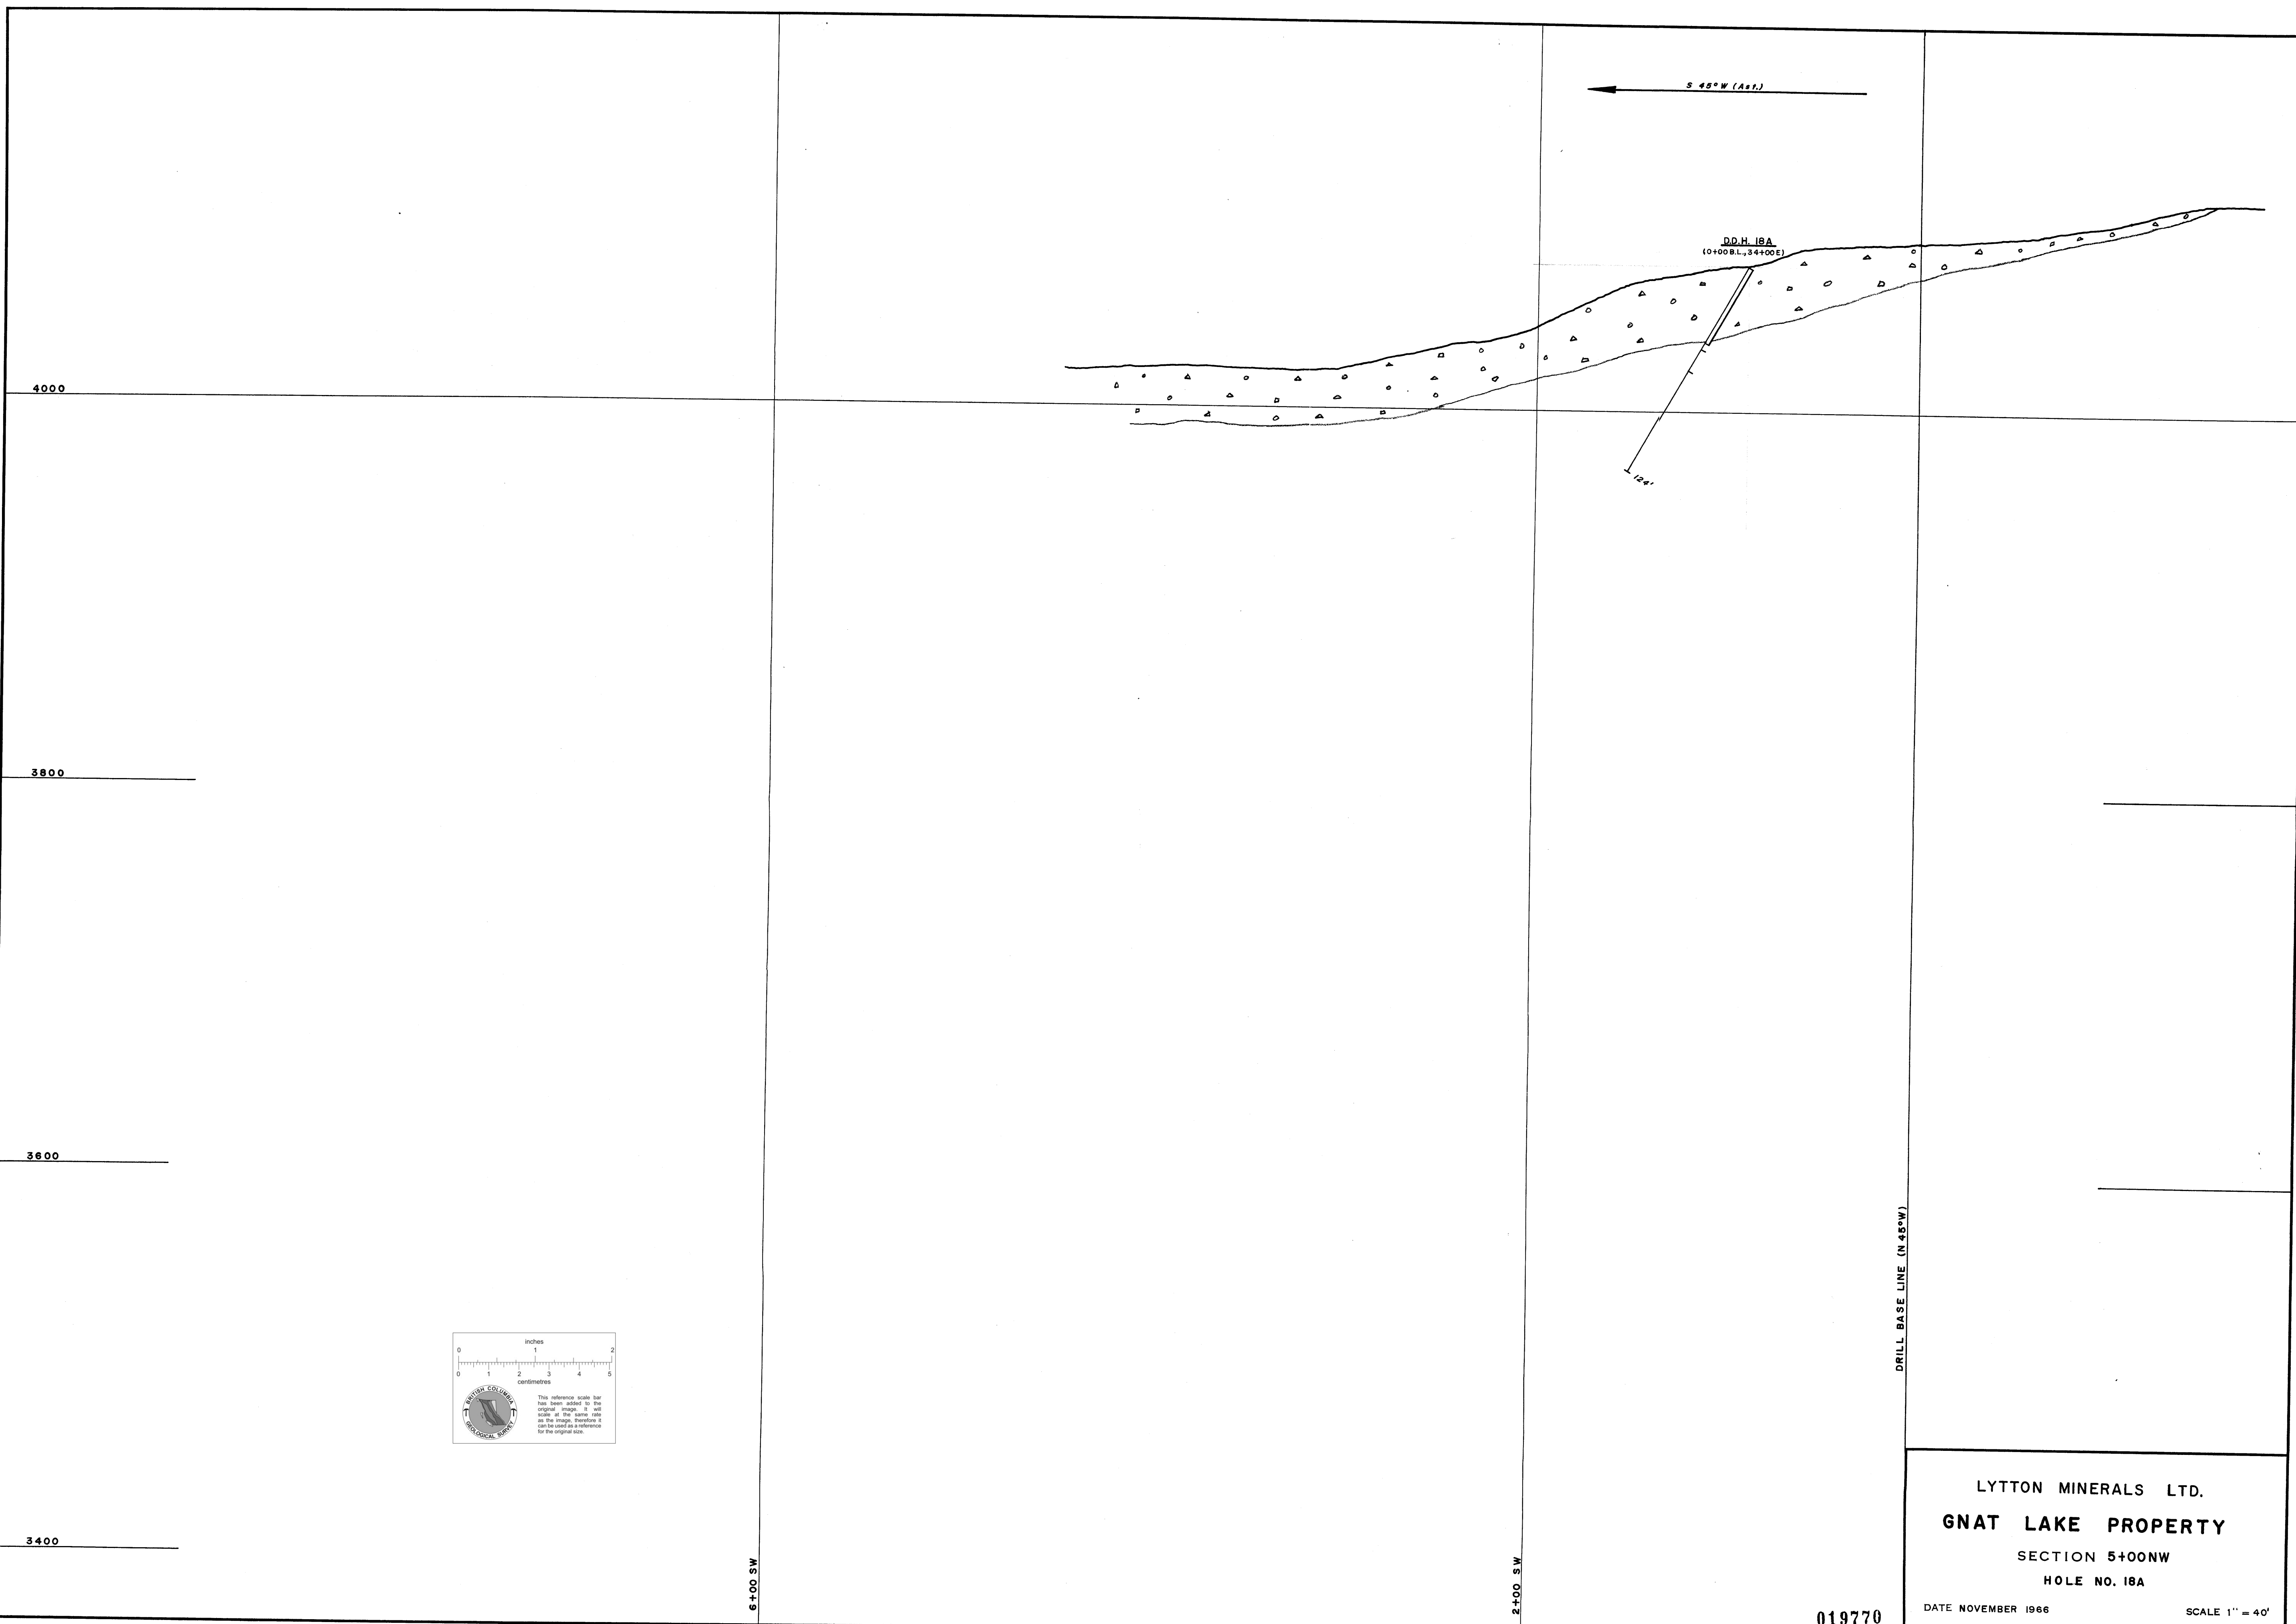 S 45° W (Ast.)
D.D.H. 18A
(0+00 B.L., 34+00E)
4000
124'
3800
3600
DRILL BASE LINE (N 45°W)
inches
0 1 2
0 1 2 3 4 5
centimetres
BRITISH COLUMBIA
GEOLOGICAL SURVEY
This reference scale bar
has been added to the
original image. It will
scale at the same rate
as the image, therefore it
can be used as a reference
for the original size.
3400
6+00 SW
2+00 SW
LYTTON MINERALS LTD.
GNAT LAKE PROPERTY
SECTION 5+00NW
HOLE NO. 18A
DATE NOVEMBER 1966
SCALE 1" = 40'
019770